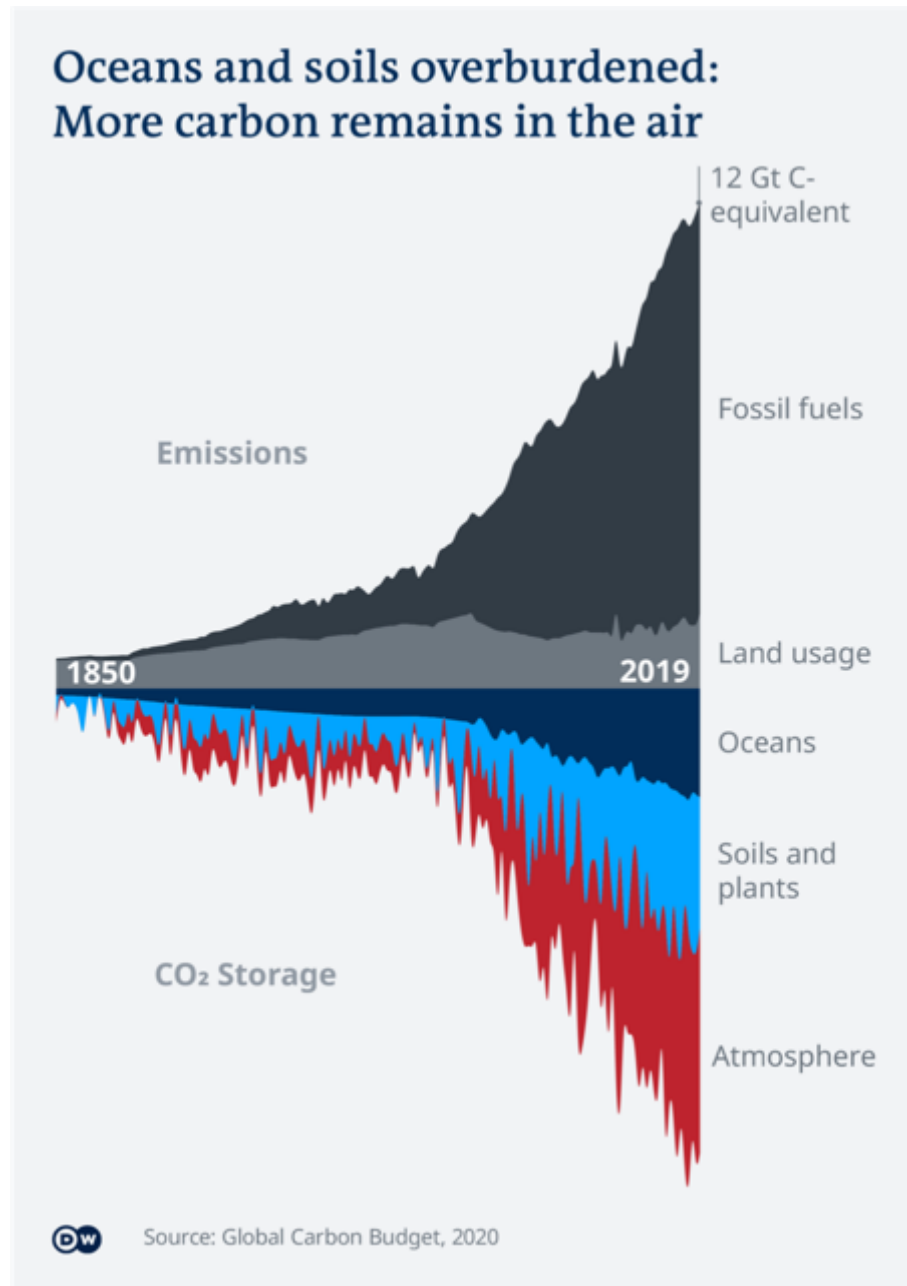 Oceans and soils overburdened:
More carbon remains in the air
12 Gt C-
equivalent
Fossil fuels
Emissions
Land usage
1850
2019
Oceans
Soils and
plants
CO₂ Storage
Atmosphere
DW
Source: Global Carbon Budget, 2020